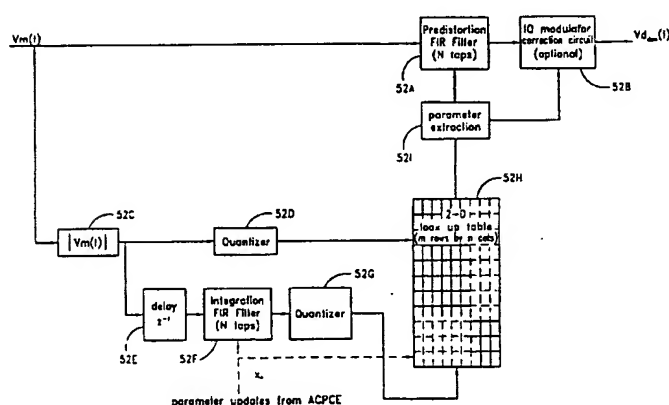 Vm(t)
Predistortion
FIR Filter
(N taps)
IQ modulator
correction circuit
(optional)
Vd
(t)
52A
52B
parameter
extraction
52I
52H
52C
52D
|Vm(t)|
Quantizer
2-D
look up table
(m rows by n cols)
52G
delay
z⁻¹
Integration
FIR Filter
(N taps)
Quantizer
52E
52F
parameter updates from ACPCE